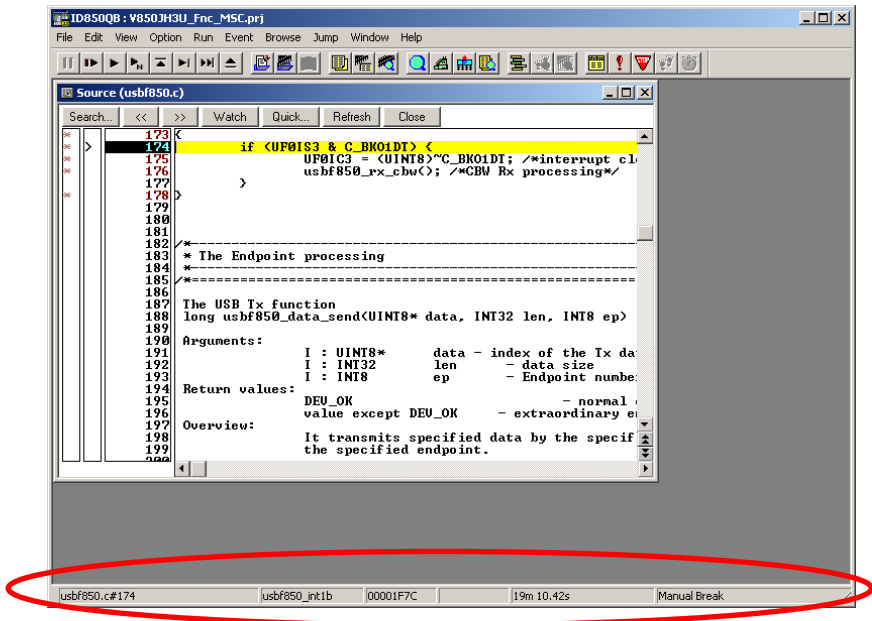 ID850QB : V850JH3U_Fnc_MSC.prj
File Edit View Option Run Event Browse Jump Window Help
Source (usbf850.c)
Search... << >> Watch Quick... Refresh Close
173 {
174 if (UF0IS3 & C_BKO1DT) {
175 UF0IC3 = (UINT8)~C_BKO1DT; /*interrupt cl
176 usbf850_rx_cbw(); /*CBW Rx processing*/
177 }
178 }
179
180
181
182 /*----------------------------------------
183 * The Endpoint processing
184 *----------------------------------------
185 /*========================================
186
187 The USB Tx function
188 long usbf850_data_send(UINT8* data, INT32 len, INT8 ep)
189
190 Arguments:
191 I : UINT8* data - index of the Tx da
192 I : INT32 len - data size
193 I : INT8 ep - Endpoint numbe
194 Return values:
195 DEV_OK - normal
196 value except DEV_OK - extraordinary e
197 Overview:
198 It transmits specified data by the specif
199 the specified endpoint.
200
usbf850.c#174 usbf850_int1b 00001F7C 19m 10.42s Manual Break